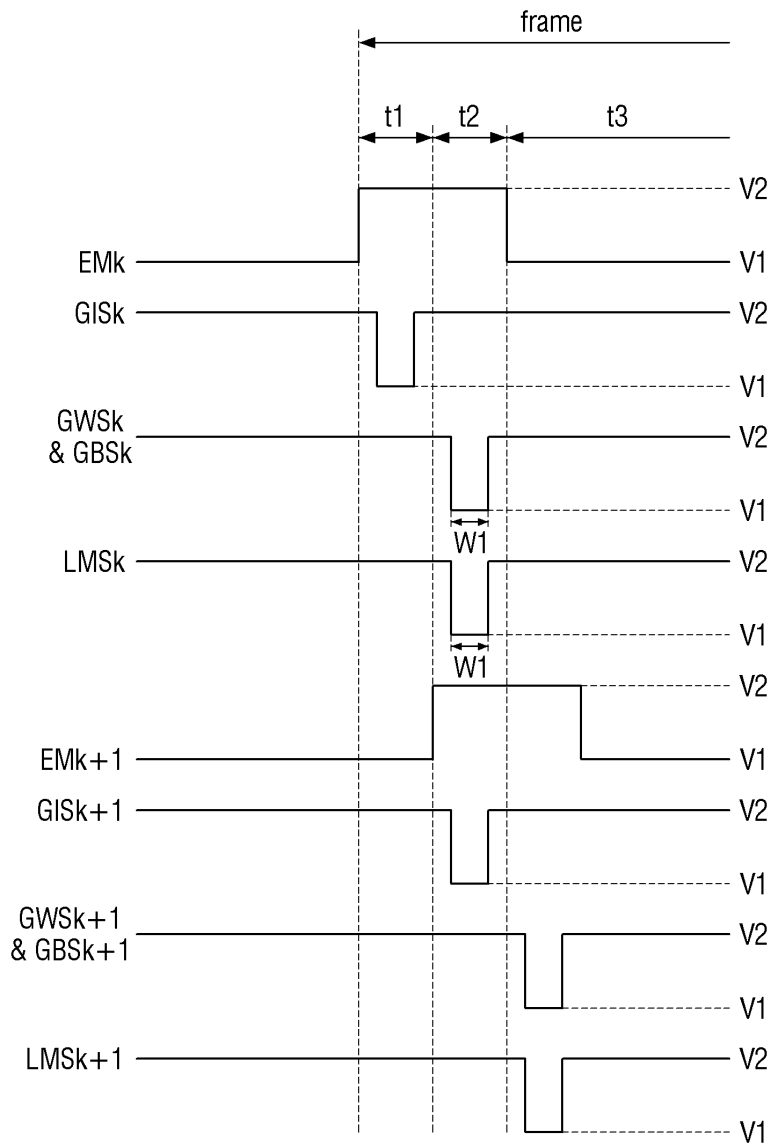 frame
t1 t2 t3
V2
EMk V1
GISk V2
V1
GWSk
& GBSk V2
V1
W1
LMSk V2
V1
W1
V2
EMk+1 V1
GISk+1 V2
V1
GWSk+1
& GBSk+1 V2
V1
LMSk+1 V2
V1